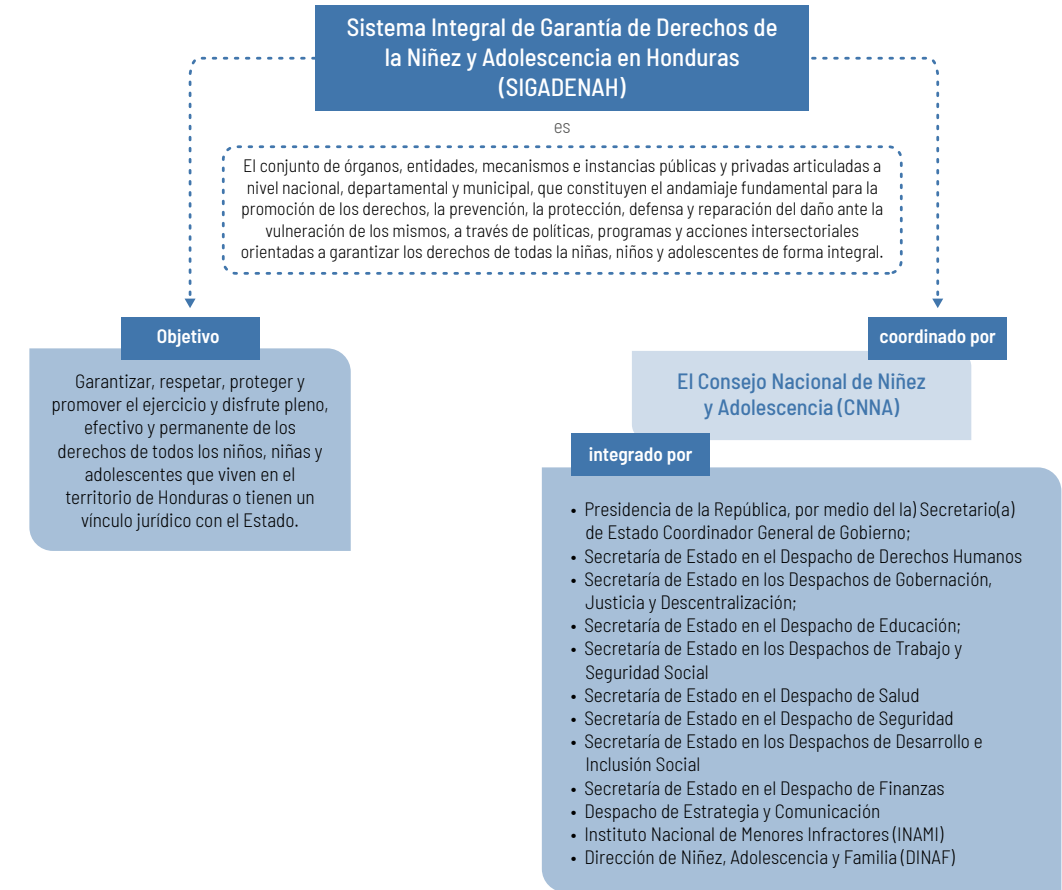 Sistema Integral de Garantía de Derechos de
la Niñez y Adolescencia en Honduras
(SIGADENAH)
es
El conjunto de órganos, entidades, mecanismos e instancias públicas y privadas articuladas a
nivel nacional, departamental y municipal, que constituyen el andamiaje fundamental para la
promoción de los derechos, la prevención, la protección, defensa y reparación del daño ante la
vulneración de los mismos, a través de políticas, programas y acciones intersectoriales
orientadas a garantizar los derechos de todas la niñas, niños y adolescentes de forma integral.
Objetivo
Garantizar, respetar, proteger y
promover el ejercicio y disfrute pleno,
efectivo y permanente de los
derechos de todos los niños, niñas y
adolescentes que viven en el
territorio de Honduras o tienen un
vínculo jurídico con el Estado.
coordinado por
El Consejo Nacional de Niñez
y Adolescencia (CNNA)
integrado por
• Presidencia de la República, por medio del la) Secretario(a)
de Estado Coordinador General de Gobierno;
• Secretaría de Estado en el Despacho de Derechos Humanos
• Secretaría de Estado en los Despachos de Gobernación,
Justicia y Descentralización;
• Secretaría de Estado en el Despacho de Educación;
• Secretaría de Estado en los Despachos de Trabajo y
Seguridad Social
• Secretaría de Estado en el Despacho de Salud
• Secretaría de Estado en el Despacho de Seguridad
• Secretaría de Estado en los Despachos de Desarrollo e
Inclusión Social
• Secretaría de Estado en el Despacho de Finanzas
• Despacho de Estrategia y Comunicación
• Instituto Nacional de Menores Infractores (INAMI)
• Dirección de Niñez, Adolescencia y Familia (DINAF)